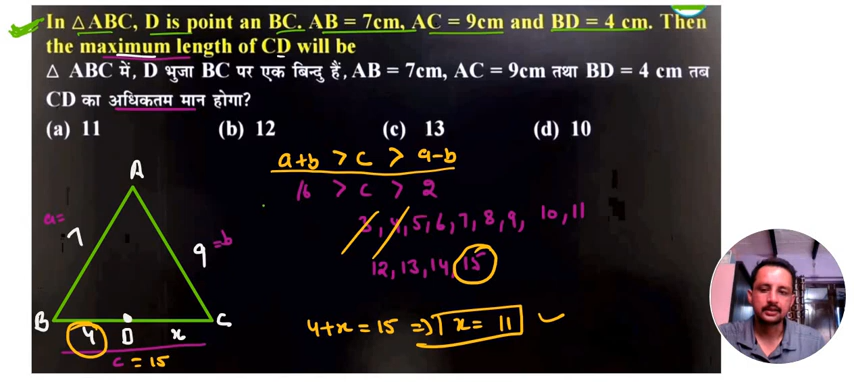 In △ABC, D is point an BC. AB = 7cm, AC = 9cm and BD = 4 cm. Then
the maximum length of CD will be
△ ABC में, D भुजा BC पर एक बिन्दु हैं, AB = 7cm, AC = 9cm तथा BD = 4 cm तब
CD का अधिकतम मान होगा?
(a) 11 (b) 12 (c) 13 (d) 10
a+b > c > a-b
16 > c > 2
3, 4, 5, 6, 7, 8, 9, 10, 11
12, 13, 14, 15
4+x = 15 => x = 11
A
a= 7 9 =b
B 4 D x C
c = 15